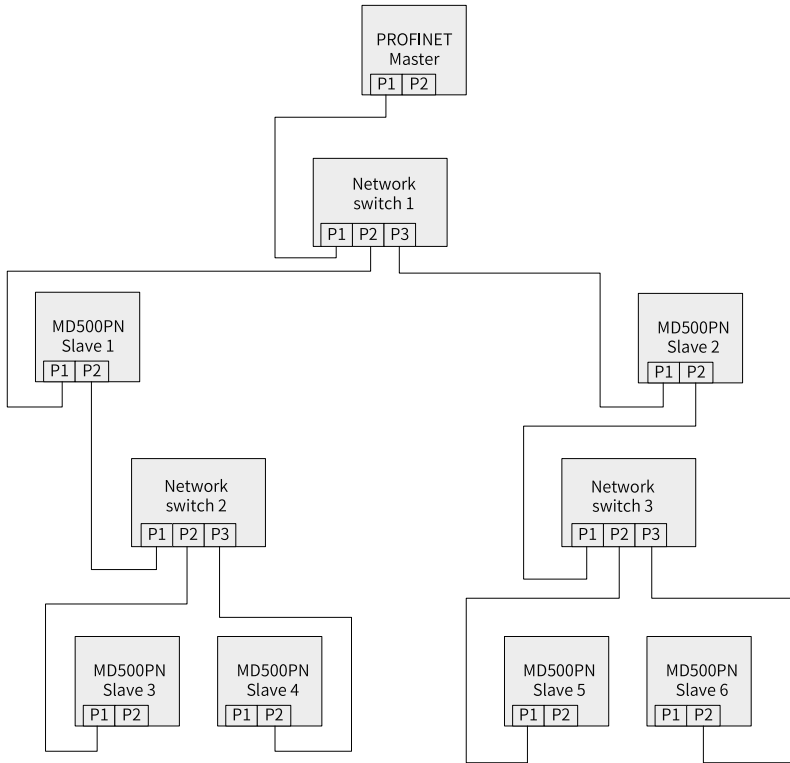 PROFINET
Master
P1 P2
Network
switch 1
P1 P2 P3
MD500PN
Slave 1
P1 P2
MD500PN
Slave 2
P1 P2
Network
switch 2
P1 P2 P3
Network
switch 3
P1 P2 P3
MD500PN
Slave 3
P1 P2
MD500PN
Slave 4
P1 P2
MD500PN
Slave 5
P1 P2
MD500PN
Slave 6
P1 P2